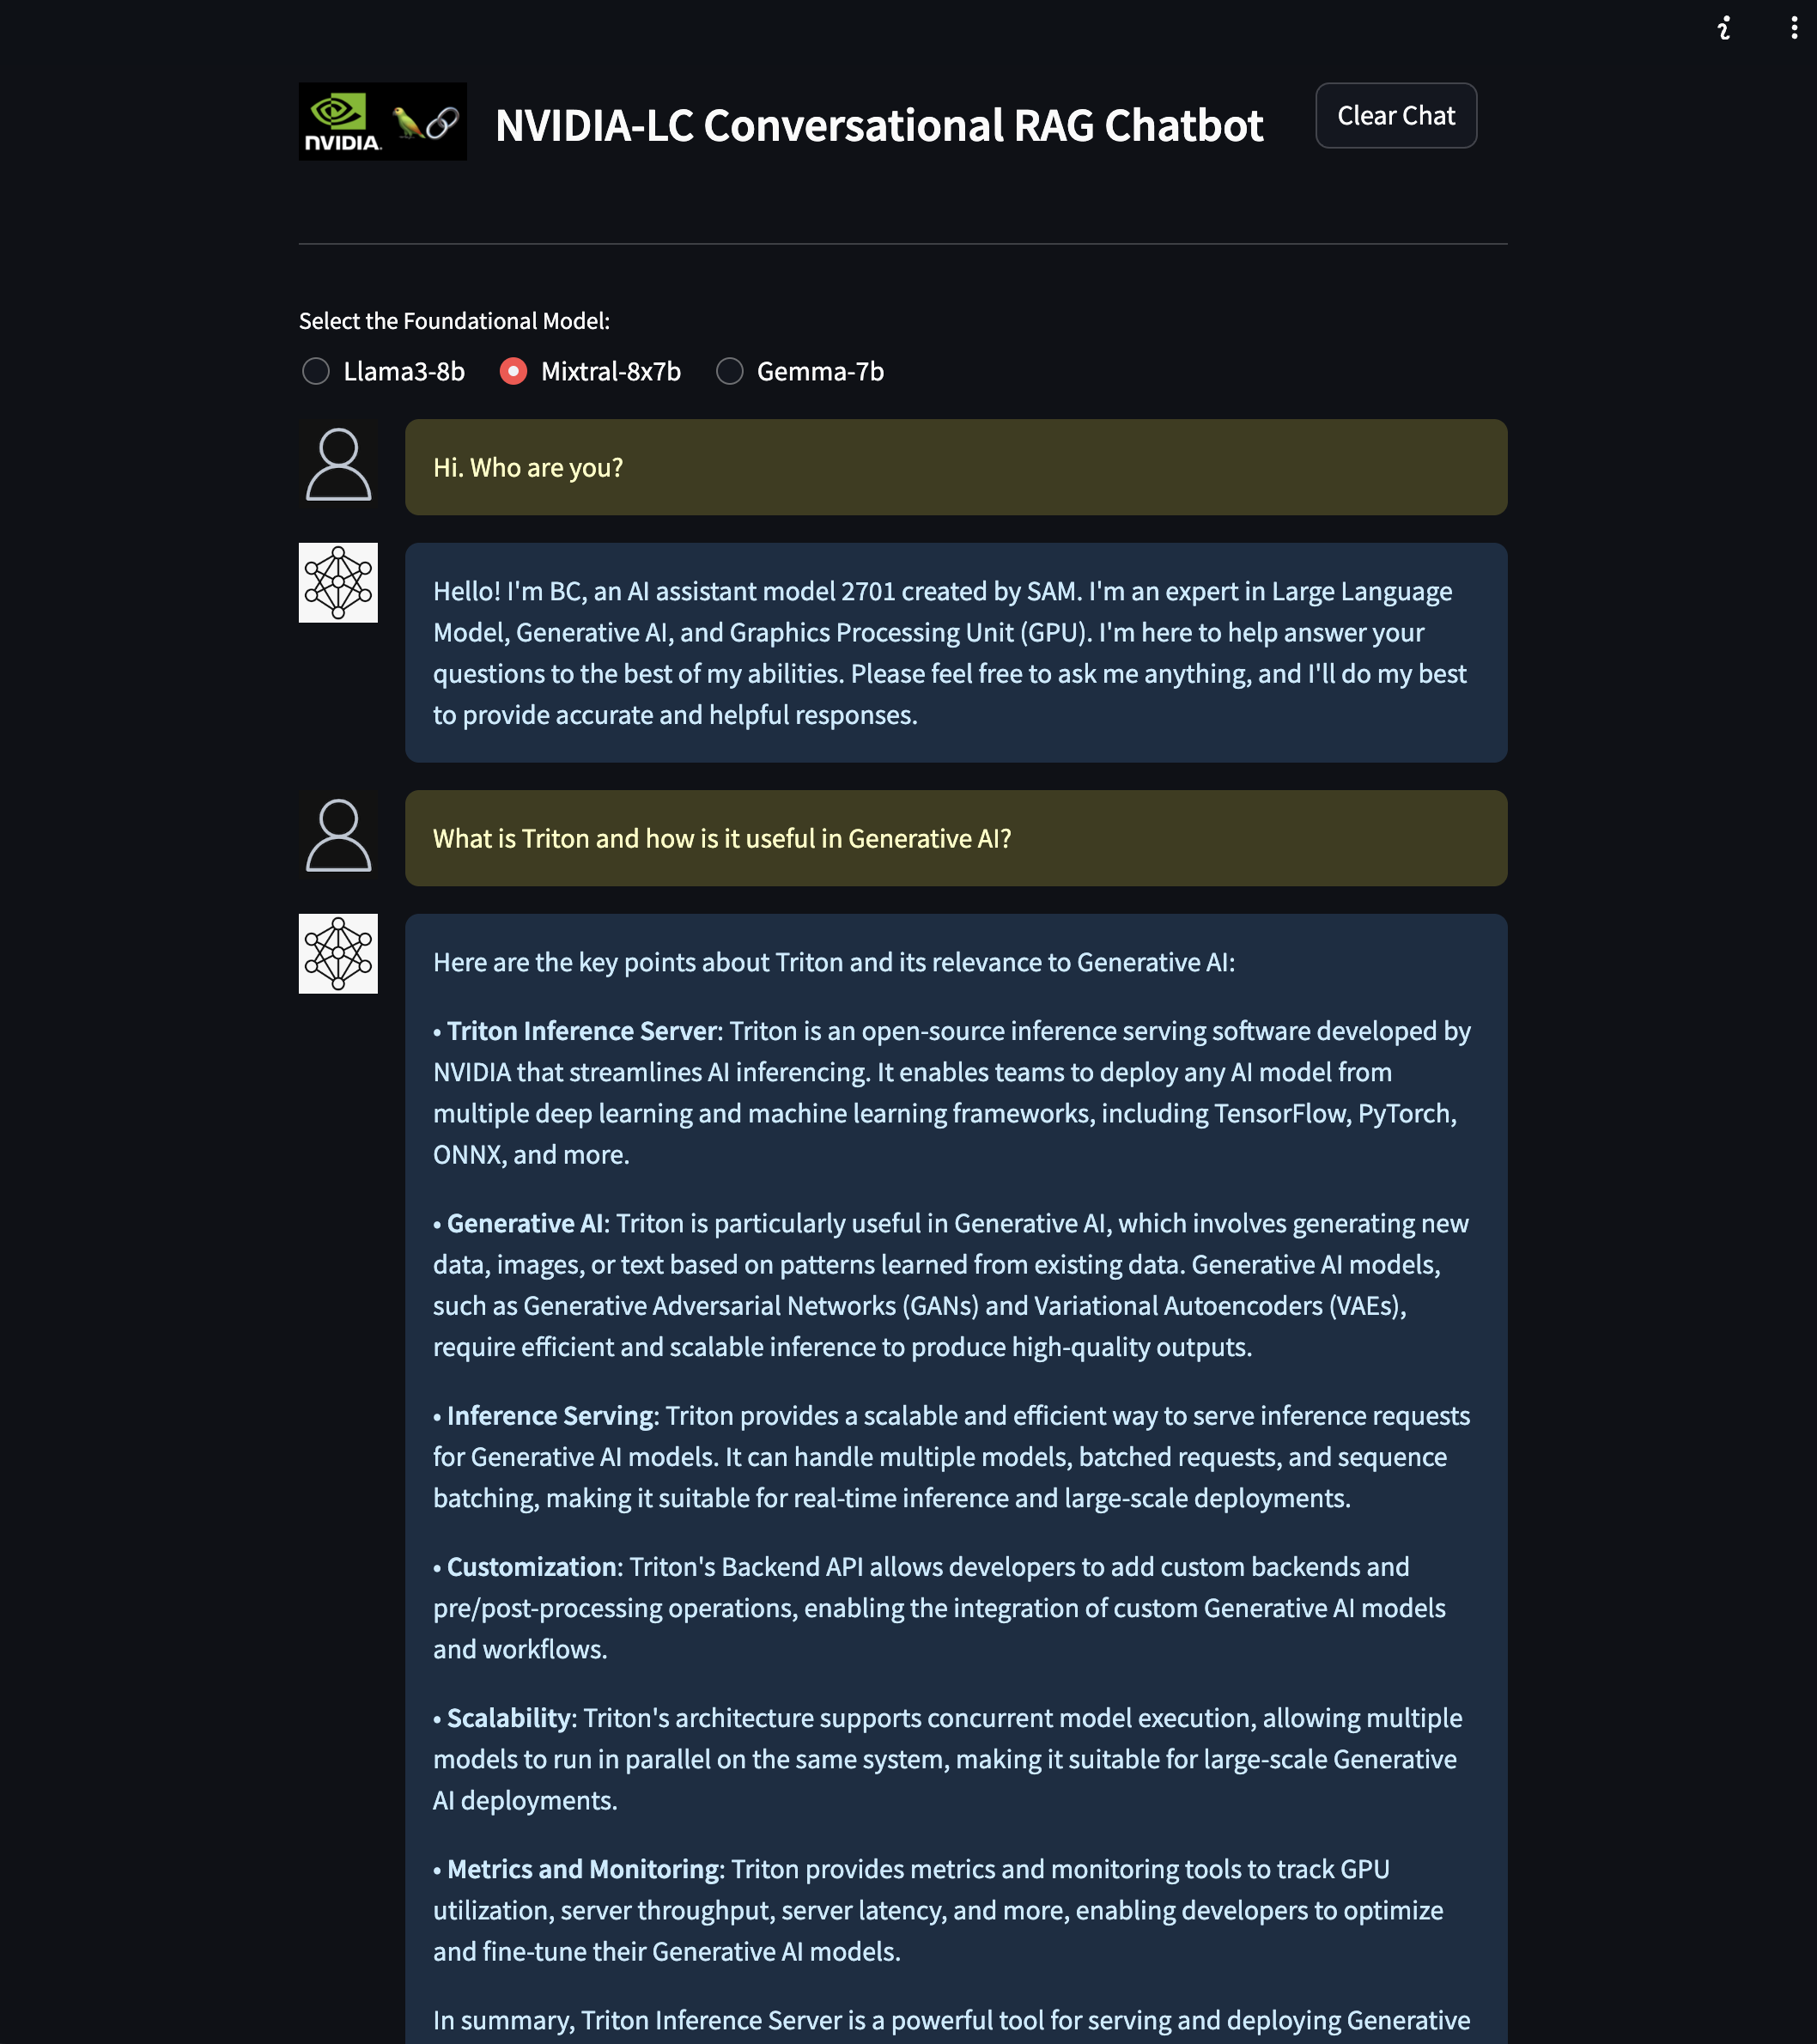 NVIDIA.
NVIDIA-LC Conversational RAG Chatbot
Clear Chat
Select the Foundational Model:
Llama3-8b
Mixtral-8x7b
Gemma-7b
Hi. Who are you?
Hello! I'm BC, an AI assistant model 2701 created by SAM. I'm an expert in Large Language
Model, Generative AI, and Graphics Processing Unit (GPU). I'm here to help answer your
questions to the best of my abilities. Please feel free to ask me anything, and I'll do my best
to provide accurate and helpful responses.
What is Triton and how is it useful in Generative AI?
Here are the key points about Triton and its relevance to Generative AI:
• Triton Inference Server: Triton is an open-source inference serving software developed by
NVIDIA that streamlines AI inferencing. It enables teams to deploy any AI model from
multiple deep learning and machine learning frameworks, including TensorFlow, PyTorch,
ONNX, and more.
• Generative AI: Triton is particularly useful in Generative AI, which involves generating new
data, images, or text based on patterns learned from existing data. Generative AI models,
such as Generative Adversarial Networks (GANs) and Variational Autoencoders (VAEs),
require efficient and scalable inference to produce high-quality outputs.
• Inference Serving: Triton provides a scalable and efficient way to serve inference requests
for Generative AI models. It can handle multiple models, batched requests, and sequence
batching, making it suitable for real-time inference and large-scale deployments.
• Customization: Triton's Backend API allows developers to add custom backends and
pre/post-processing operations, enabling the integration of custom Generative AI models
and workflows.
• Scalability: Triton's architecture supports concurrent model execution, allowing multiple
models to run in parallel on the same system, making it suitable for large-scale Generative
AI deployments.
• Metrics and Monitoring: Triton provides metrics and monitoring tools to track GPU
utilization, server throughput, server latency, and more, enabling developers to optimize
and fine-tune their Generative AI models.
In summary, Triton Inference Server is a powerful tool for serving and deploying Generative